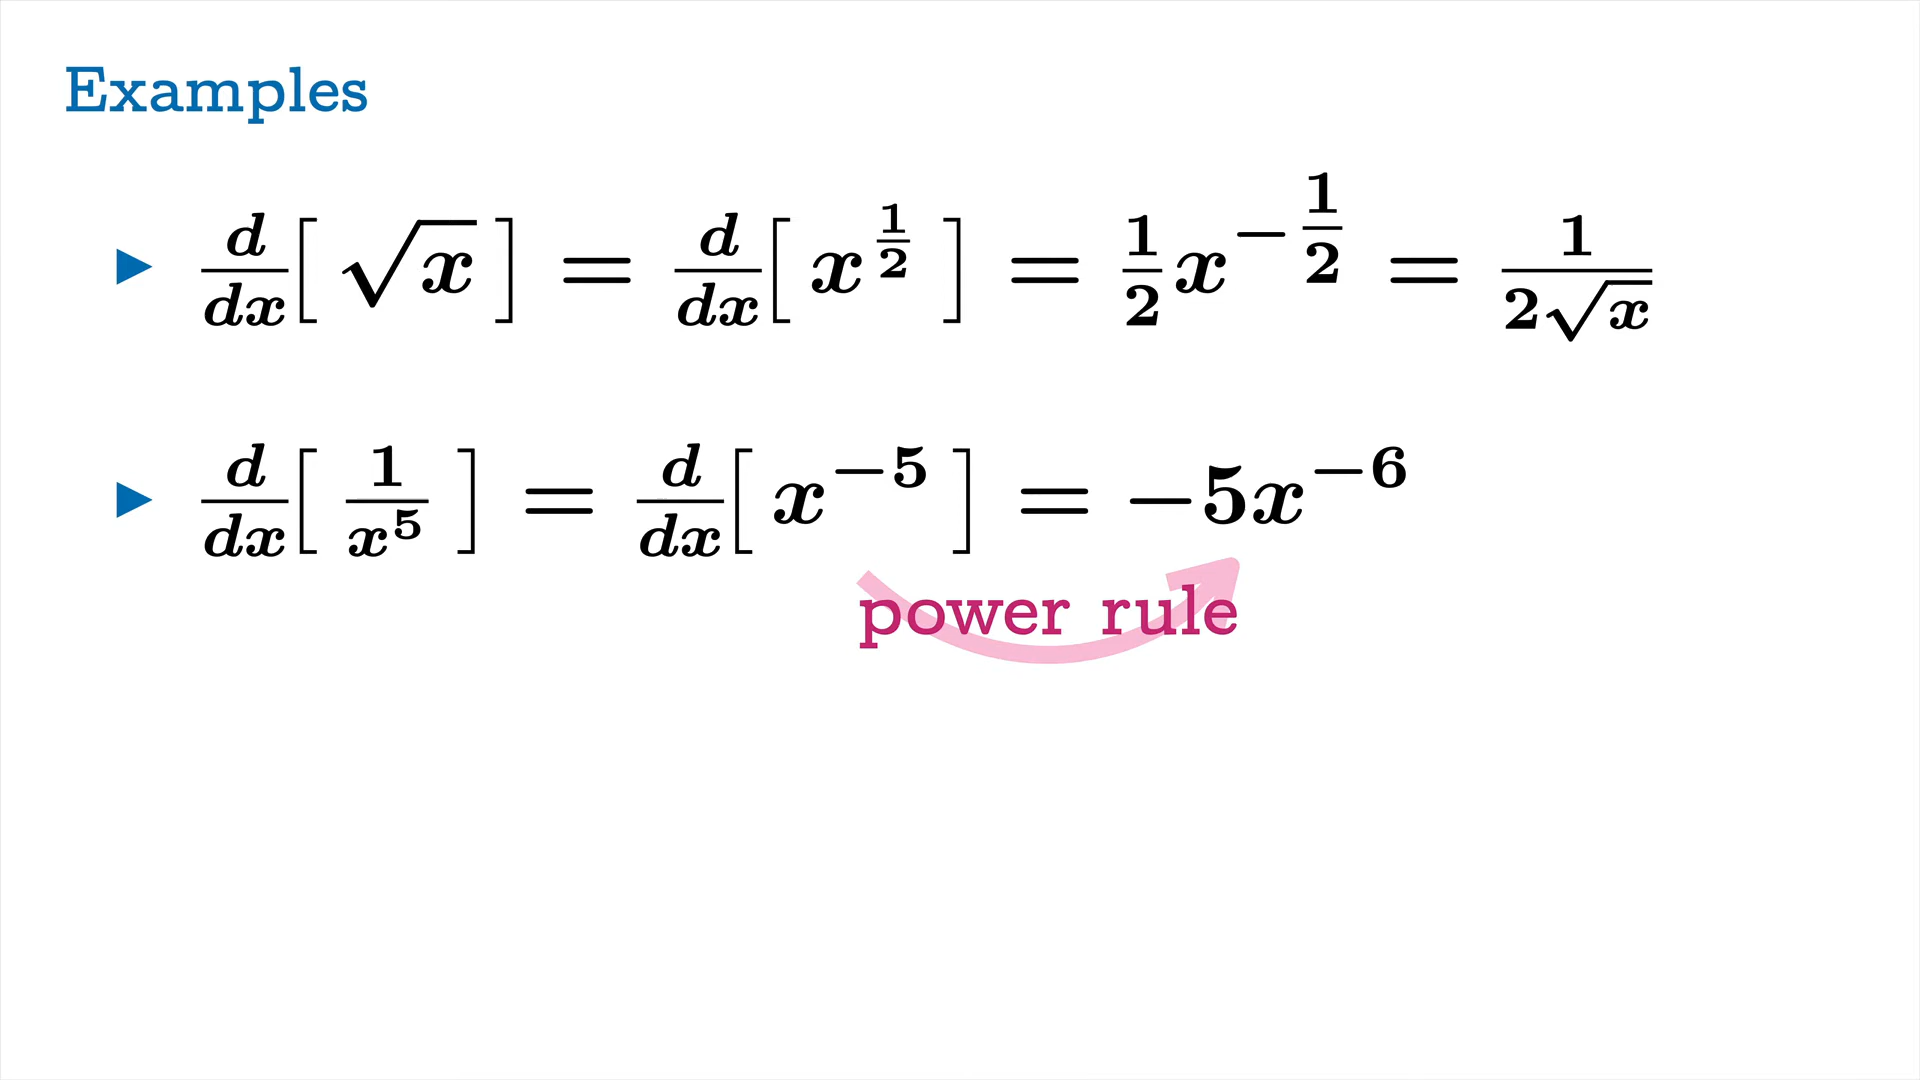 Examples
► d/dx[ √x ] = d/dx[ x^{1/2} ] = 1/2 x^{-1/2} = 1/(2√x)
► d/dx[ 1/x^5 ] = d/dx[ x^{-5} ] = -5x^{-6}
power rule